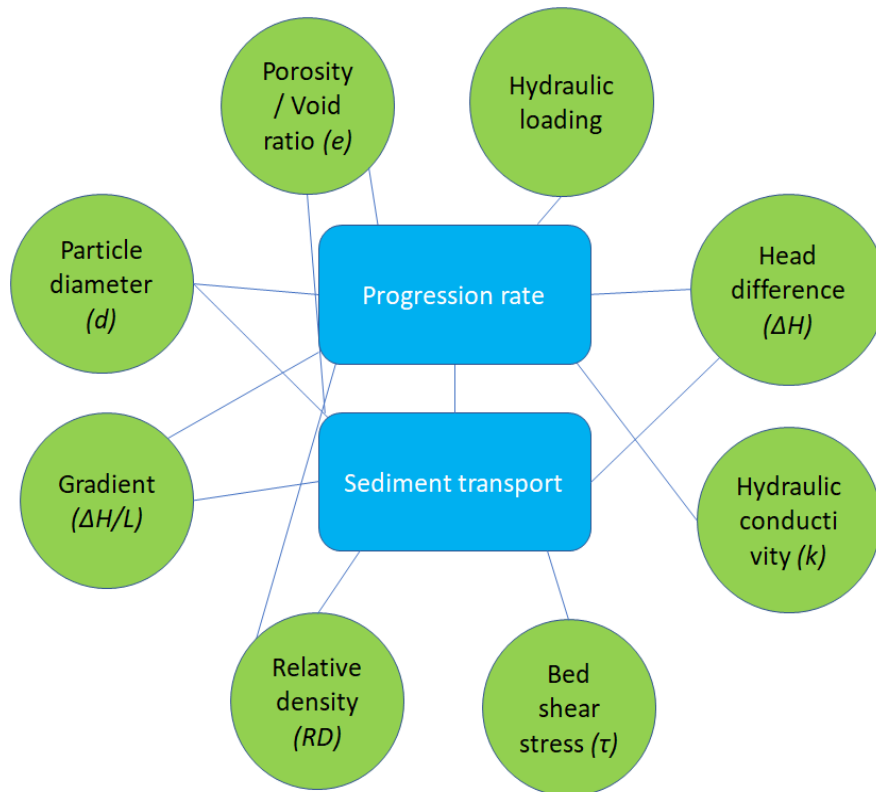 Porosity
/ Void
ratio (e)
Hydraulic
loading
Particle
diameter
(d)
Progression rate
Head
difference
(ΔH)
Gradient
(ΔH/L)
Sediment transport
Hydraulic
conducti
vity (k)
Relative
density
(RD)
Bed
shear
stress (τ)